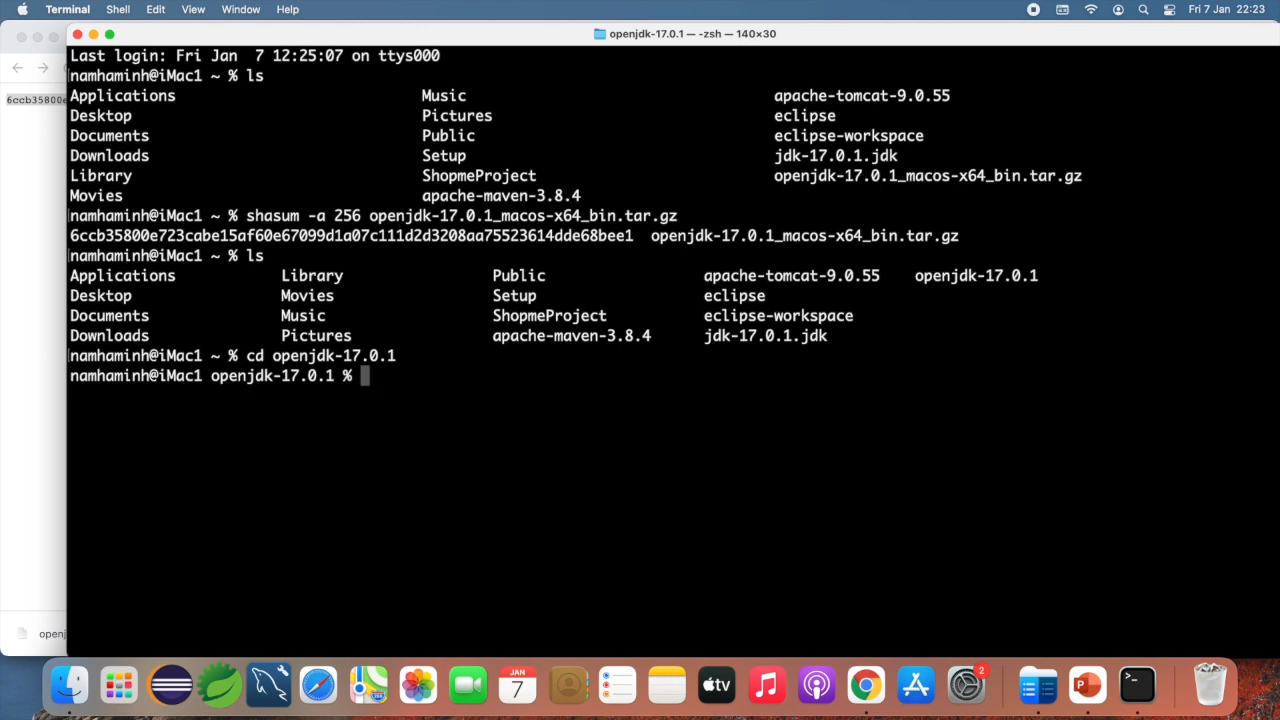 Terminal Shell Edit View Window Help Fri 7 Jan 22:23
openjdk-17.0.1 — -zsh — 140×30
Last login: Fri Jan  7 12:25:07 on ttys000
namhaminh@iMac1 ~ % ls
Applications Music apache-tomcat-9.0.55
Desktop Pictures eclipse
Documents Public eclipse-workspace
Downloads Setup jdk-17.0.1.jdk
Library ShopmeProject openjdk-17.0.1_macos-x64_bin.tar.gz
Movies apache-maven-3.8.4
namhaminh@iMac1 ~ % shasum -a 256 openjdk-17.0.1_macos-x64_bin.tar.gz
6ccb35800e723cabe15af60e67099d1a07c111d2d3208aa75523614dde68bee1  openjdk-17.0.1_macos-x64_bin.tar.gz
namhaminh@iMac1 ~ % ls
Applications Library Public apache-tomcat-9.0.55 openjdk-17.0.1
Desktop Movies Setup eclipse
Documents Music ShopmeProject eclipse-workspace
Downloads Pictures apache-maven-3.8.4 jdk-17.0.1.jdk
namhaminh@iMac1 ~ % cd openjdk-17.0.1
namhaminh@iMac1 openjdk-17.0.1 %
6ccb35800e
openj
JAN
7
tv
2